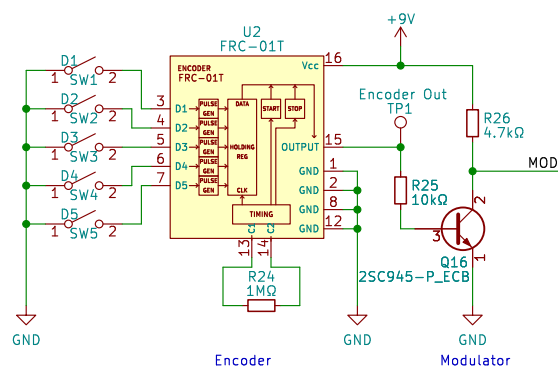 +9V
U2
FRC-01T
16
Vcc
ENCODER
FRC-01T
D1
1
SW1
2
3
D1
PULSE
GEN
DATA
START
STOP
Encoder Out
TP1
R26
4.7kΩ
D2
1
SW2
2
4
D2
PULSE
GEN
D3
1
SW3
2
5
D3
PULSE
GEN
HOLDING
REG
OUTPUT
15
MOD
D4
1
SW4
2
6
D4
PULSE
GEN
GND
1
D5
1
SW5
2
7
D5
PULSE
GEN
CLK
GND
2
R25
10kΩ
TIMING
GND
8
GND
12
C1
C2
13
14
2
3
1
Q16
2SC945-P_ECB
R24
1MΩ
GND
GND
GND
Encoder
Modulator